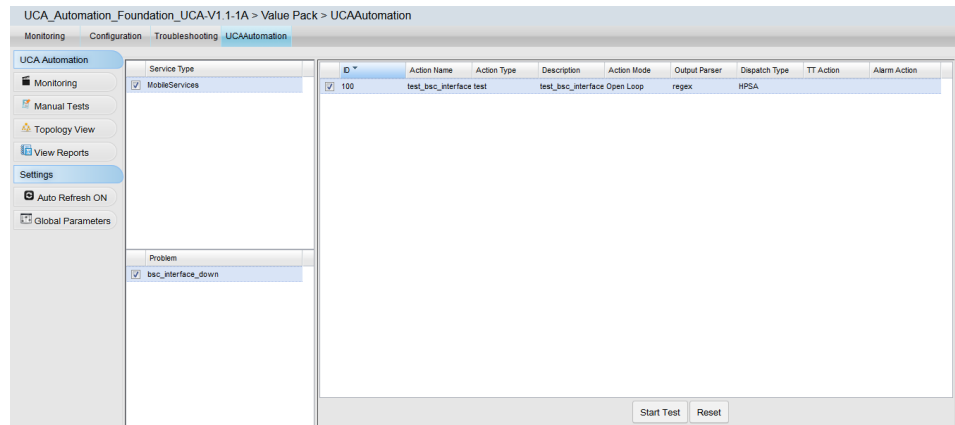 UCA_Automation_Foundation_UCA-V1.1-1A > Value Pack > UCAAutomation
Monitoring Configuration Troubleshooting UCAAutomation
UCA Automation
Monitoring
Manual Tests
Topology View
View Reports
Settings
Auto Refresh ON
Global Parameters
Service Type
MobileServices
Problem
bsc_interface_down
ID Action Name Action Type Description Action Mode Output Parser Dispatch Type TT Action Alarm Action
100 test_bsc_interface test test_bsc_interface Open Loop regex HPSA
Start Test Reset